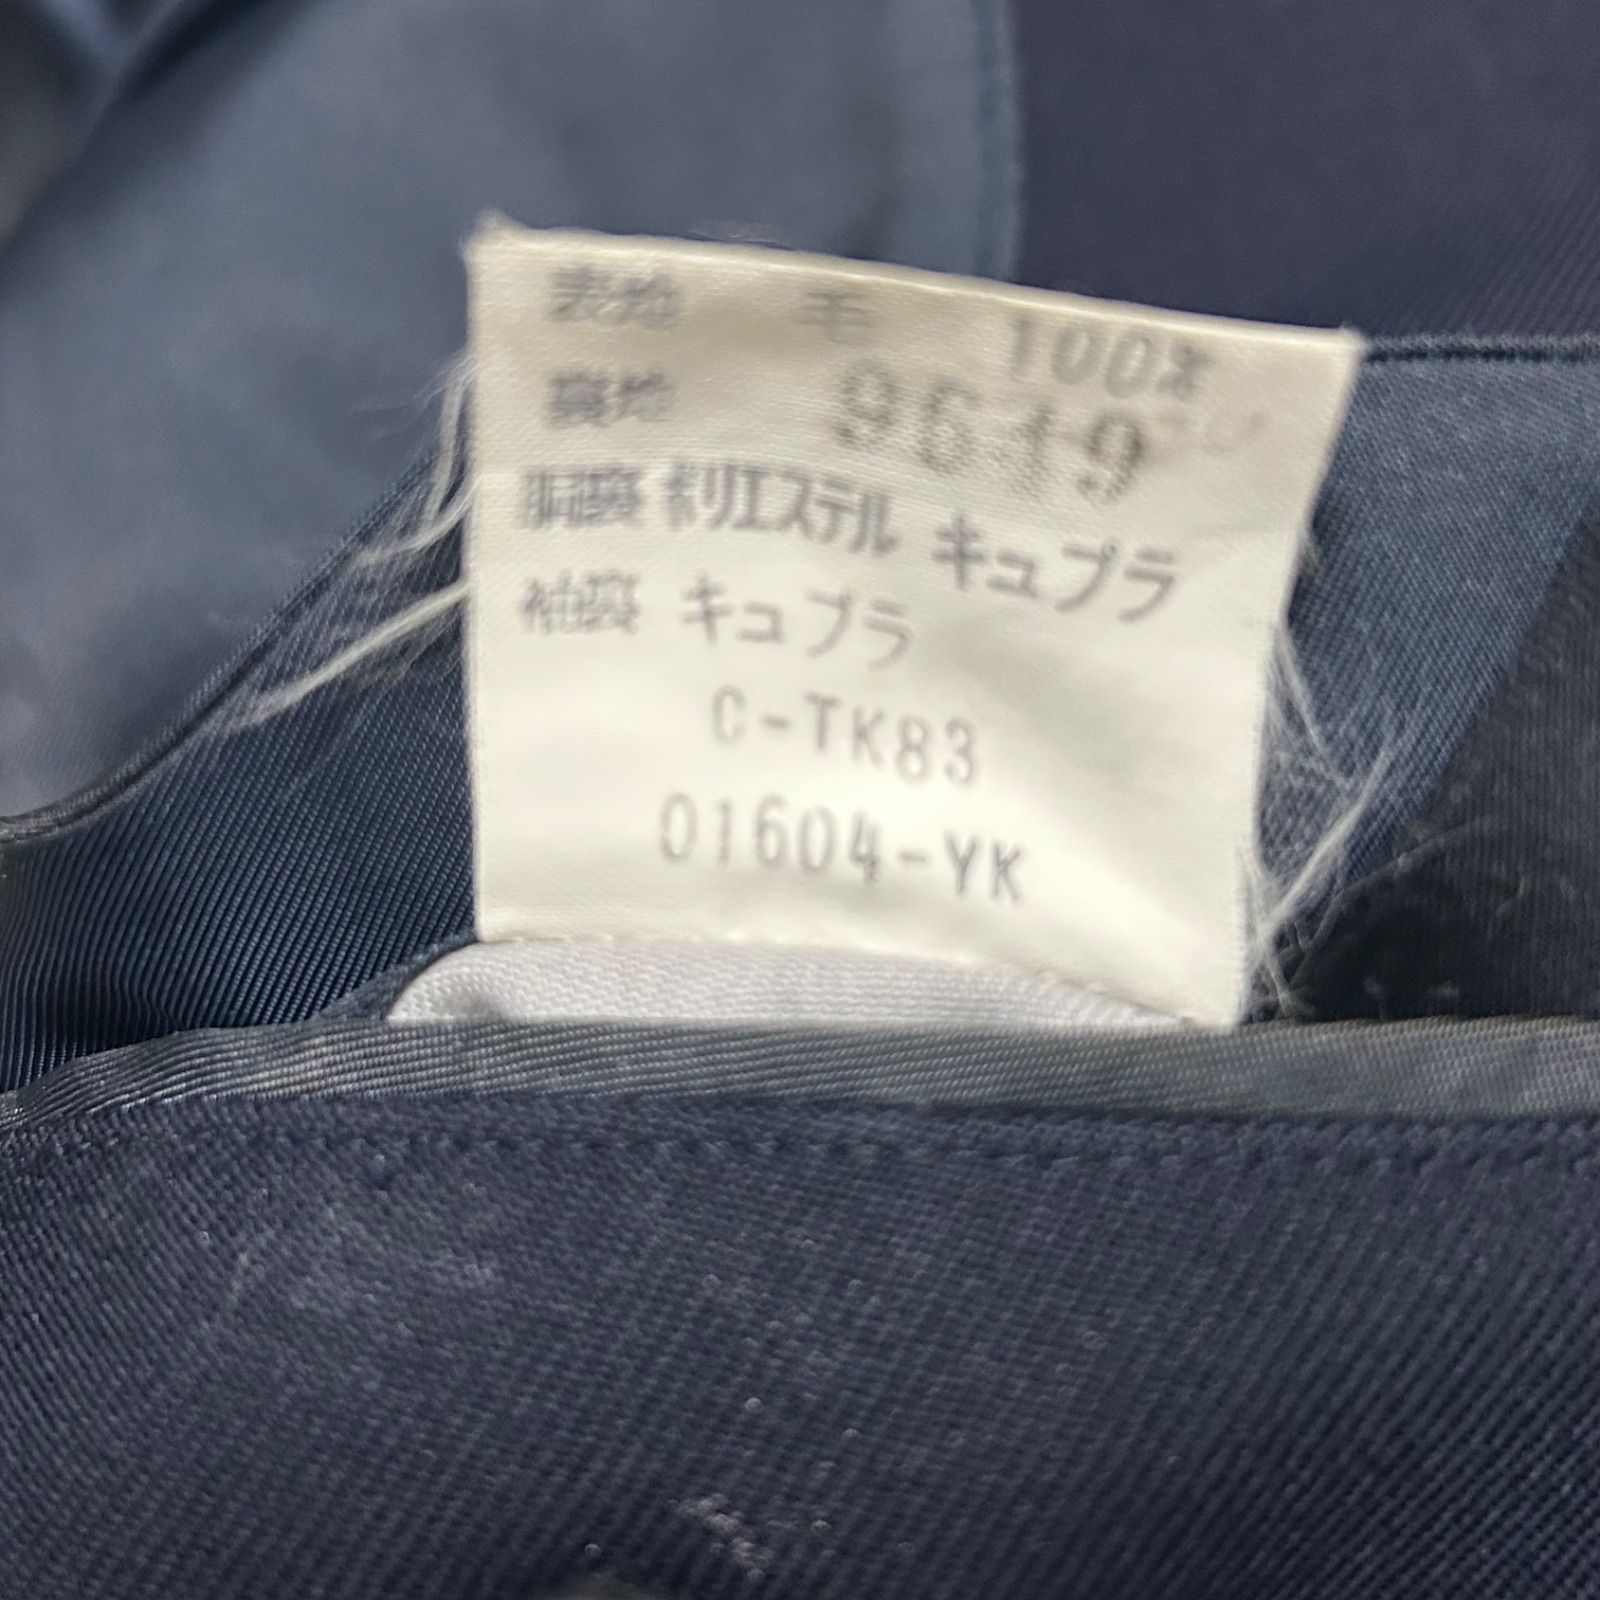 表地 毛 100%
裏地 9619
胴裏 ポリエステル キュプラ
袖裏 キュプラ
C-TK83
01604-YK